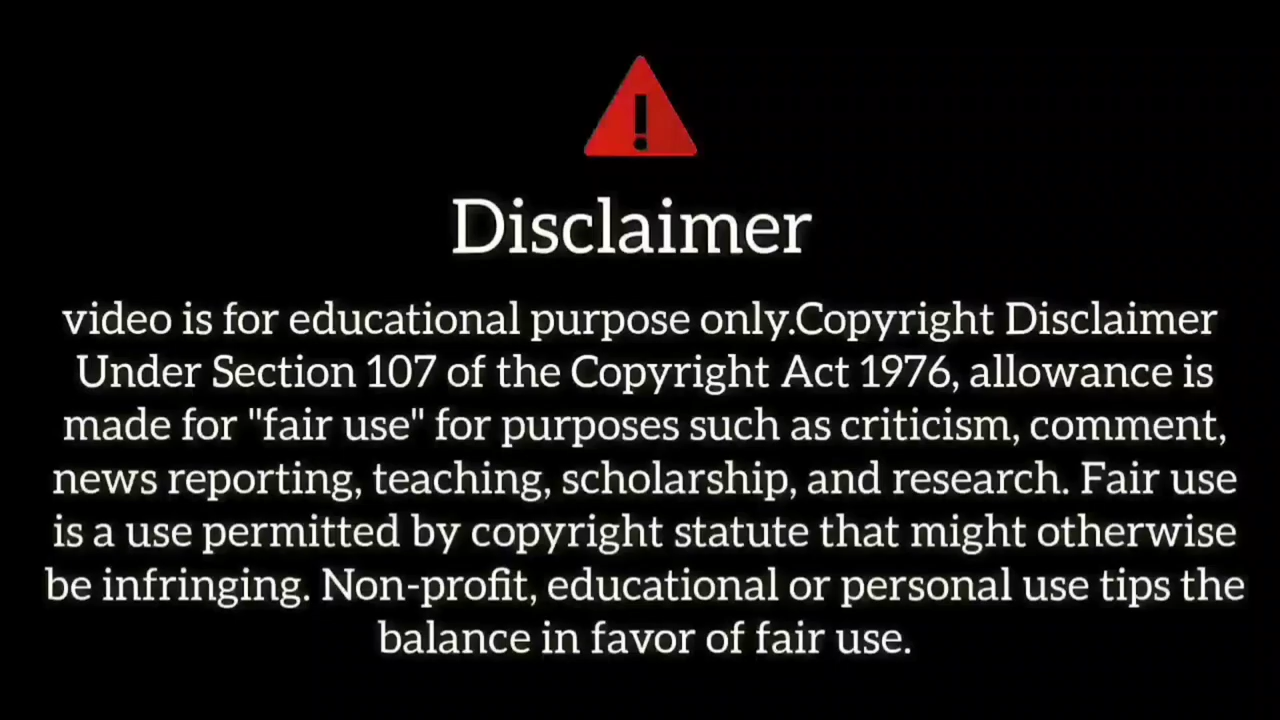 Disclaimer
video is for educational purpose only.Copyright Disclaimer
Under Section 107 of the Copyright Act 1976, allowance is
made for "fair use" for purposes such as criticism, comment,
news reporting, teaching, scholarship, and research. Fair use
is a use permitted by copyright statute that might otherwise
be infringing. Non-profit, educational or personal use tips the
balance in favor of fair use.